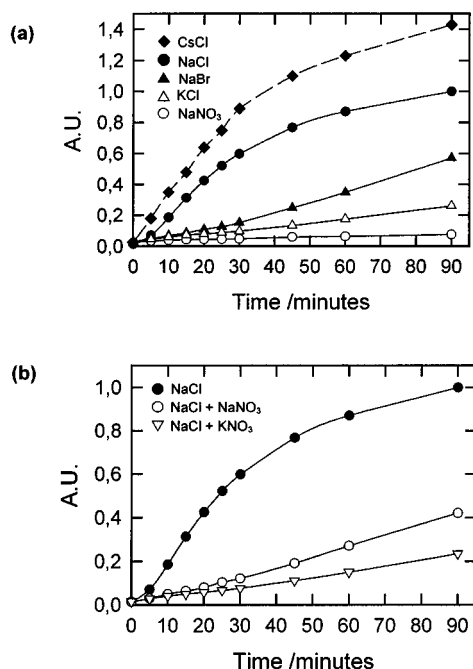 (a)
1,4
1,2
1,0
0,8
0,6
0,4
0,2
0,0
A.U.
CsCl
NaCl
NaBr
KCl
NaNO₃
0 10 20 30 40 50 60 70 80 90
Time /minutes
(b)
1,0
0,8
0,6
0,4
0,2
0,0
A.U.
NaCl
NaCl + NaNO₃
NaCl + KNO₃
0 10 20 30 40 50 60 70 80 90
Time /minutes